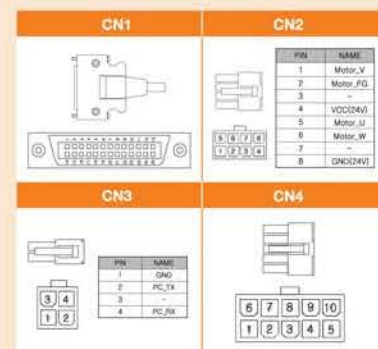 CN1
CN2
PIN NAME
1 Motor_V
2 Motor_FG
3 -
4 VCC(24V)
5 Motor_U
6 Motor_W
7 -
8 GND(24V)
5 6 7 8
1 2 3 4
CN3
CN4
PIN NAME
1 GND
2 PC_TX
3 -
4 PC_RX
3 4
1 2
6 7 8 9 10
1 2 3 4 5